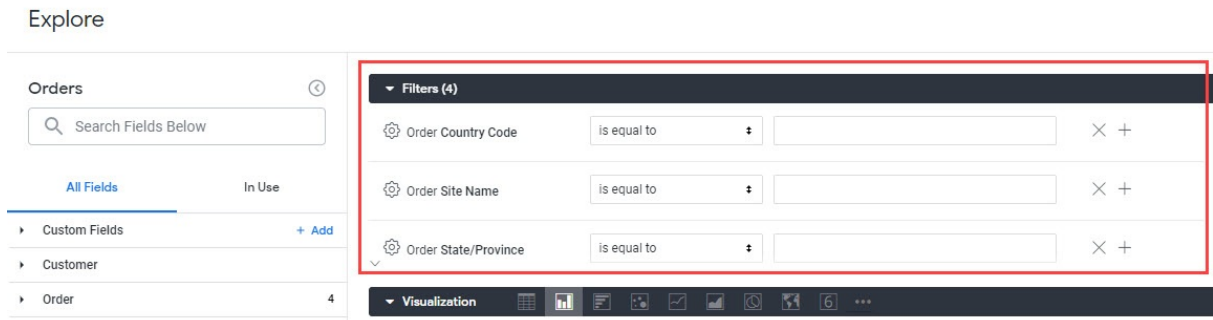 Explore
Orders
Search Fields Below
All Fields In Use
Custom Fields + Add
Customer
Order 4
Filters (4)
Order Country Code is equal to
Order Site Name is equal to
Order State/Province is equal to
Visualization 6